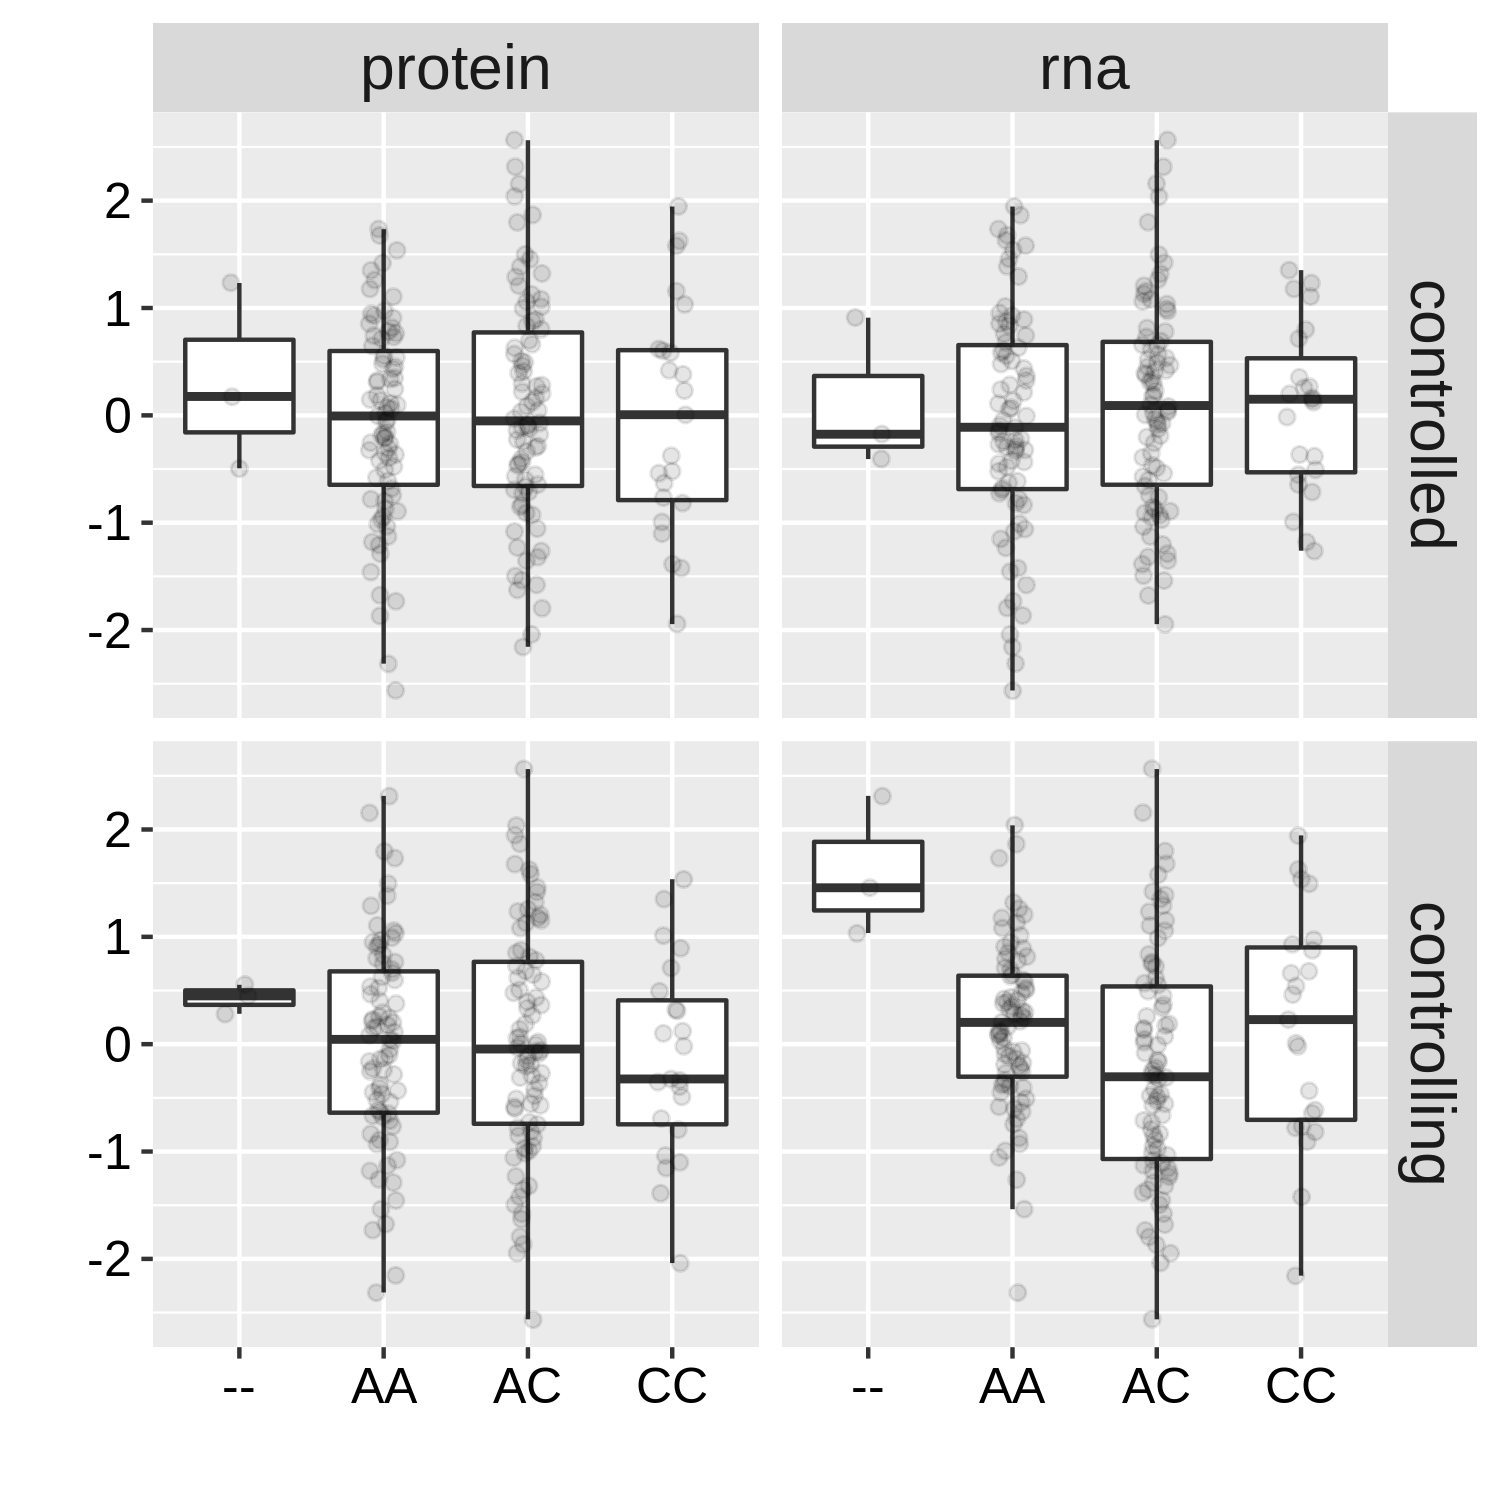 protein rna
2
1
0
-1
-2
controlled
2
1
0
-1
-2
controlling
-- AA AC CC -- AA AC CC